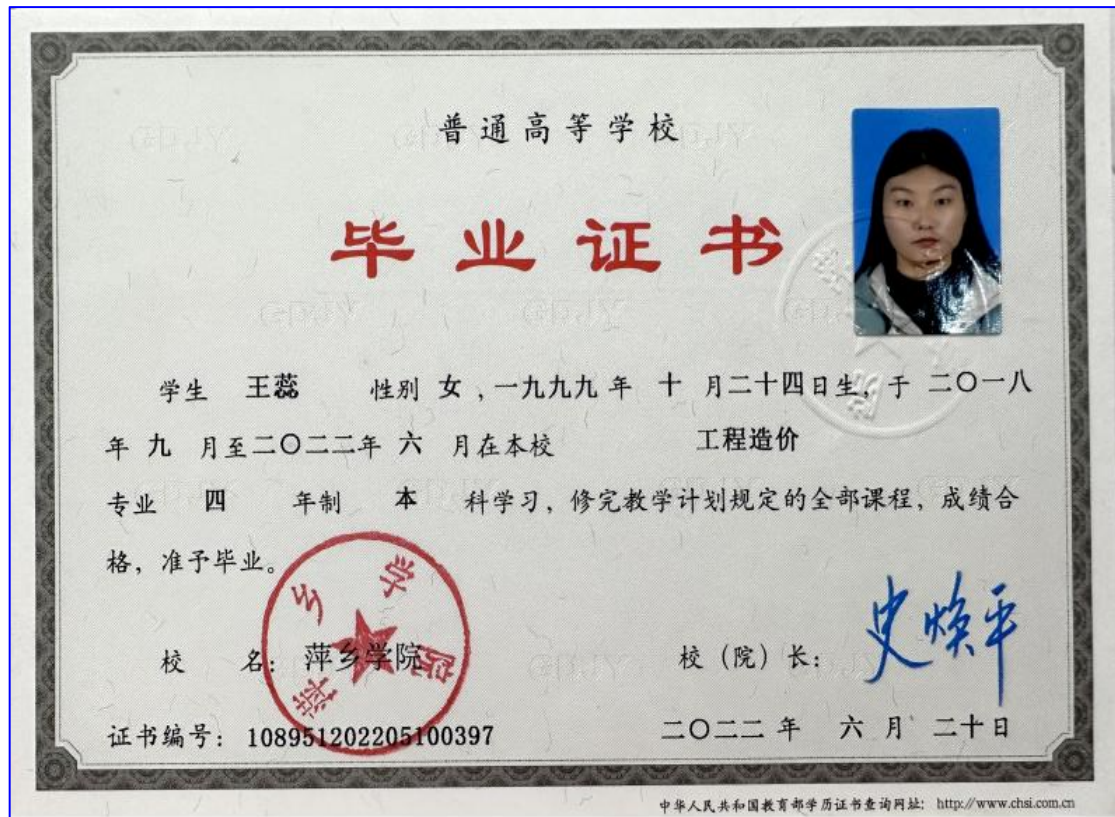 普通高等学校
毕业证书
学生 王蕊 性别 女，一九九九 年 十 月二十四日生，于 二〇一八
年 九 月至二〇二二年 六 月在本校 工程造价
专业 四 年制 本 科学习，修完教学计划规定的全部课程，成绩合
格，准予毕业。
萍乡学院
校 名：萍乡学院 校（院）长：史焕平
证书编号：108951202205100397 二〇二二 年 六 月 二十日
中华人民共和国教育部学历证书查询网址：http://www.chsi.com.cn